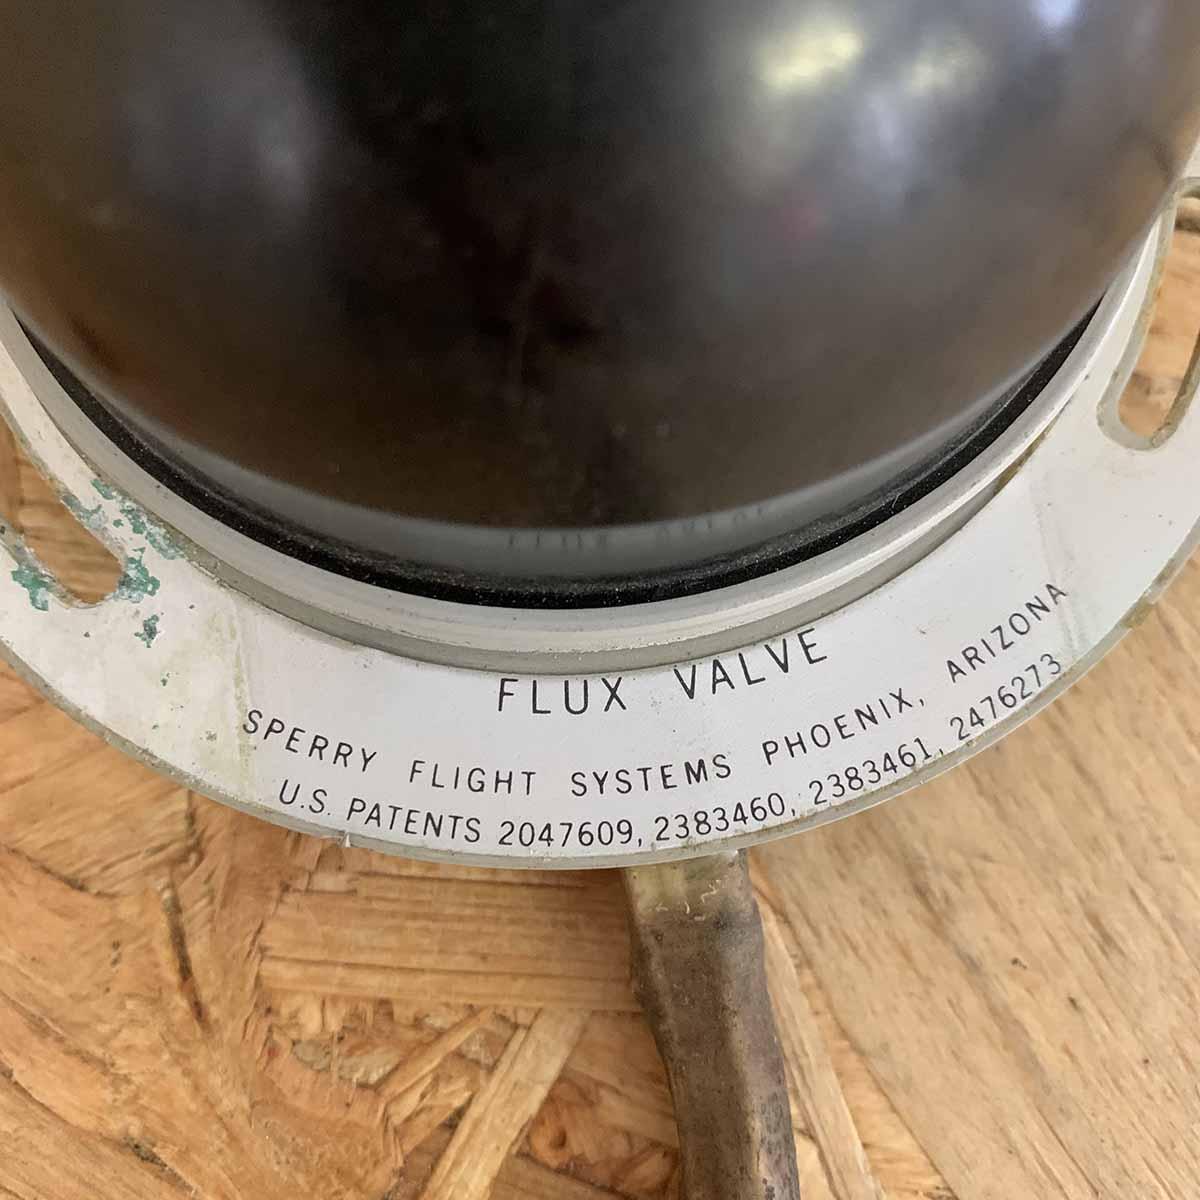 FLUX VALVE
SPERRY FLIGHT SYSTEMS PHOENIX, ARIZONA
U.S. PATENTS 2047609, 2383460, 2383461, 2476273